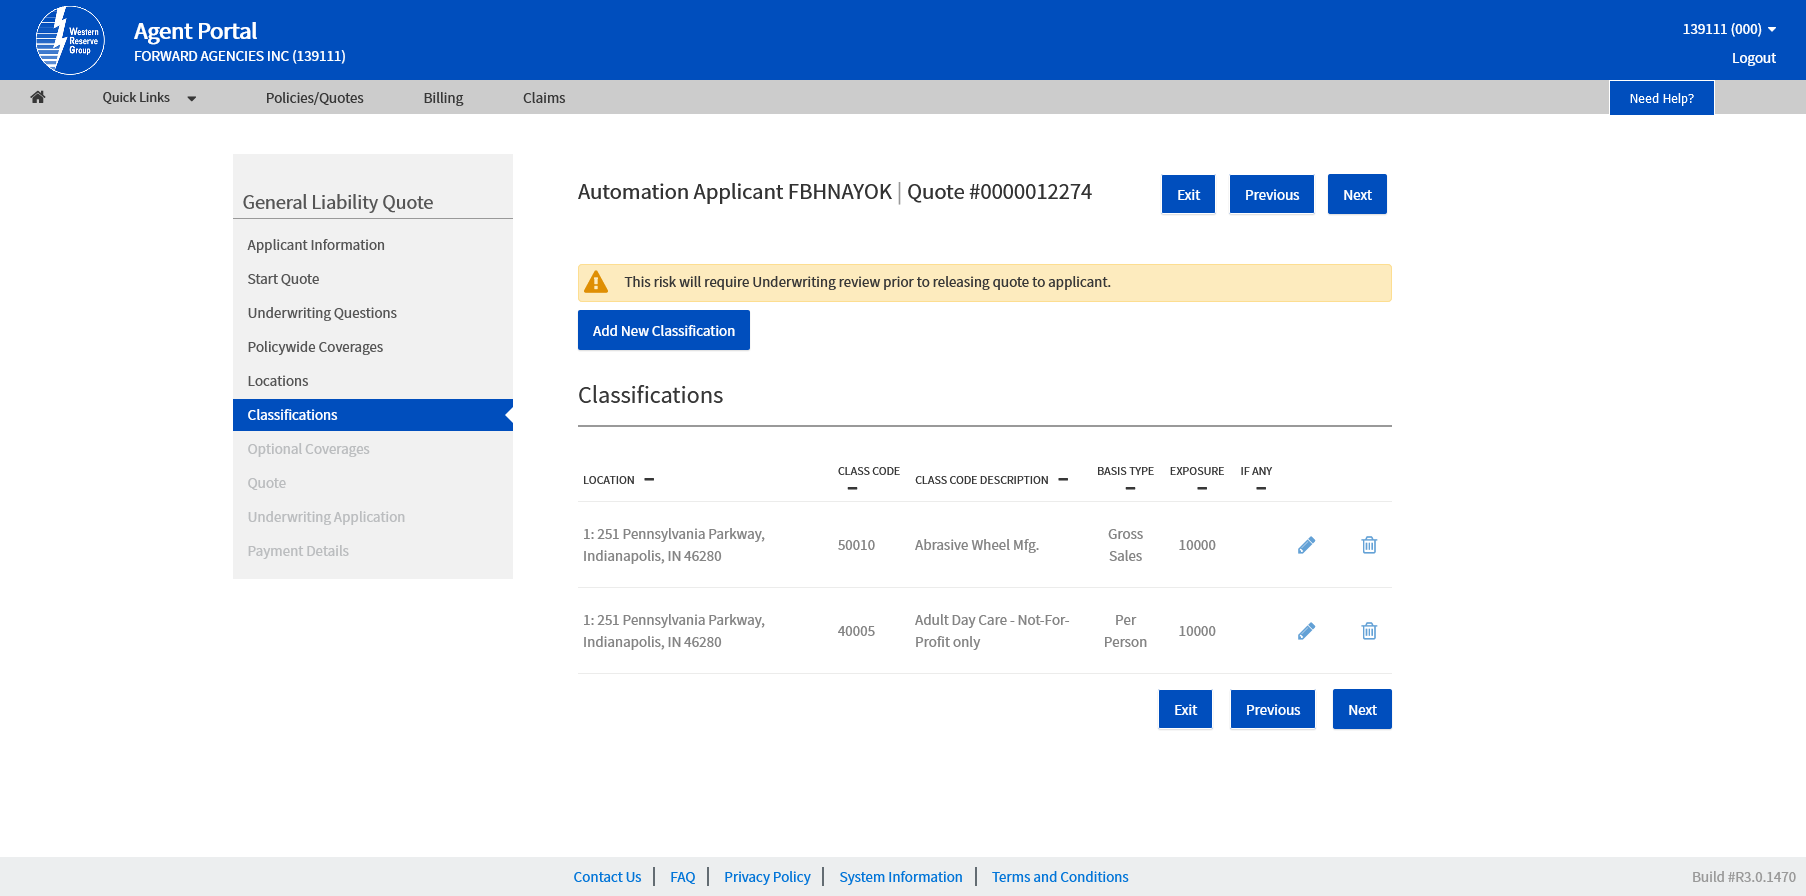 Western
Reserve
Group
Agent Portal
FORWARD AGENCIES INC (139111)
139111 (000)
Logout
Quick Links
Policies/Quotes
Billing
Claims
Need Help?
General Liability Quote
Applicant Information
Start Quote
Underwriting Questions
Policywide Coverages
Locations
Classifications
Optional Coverages
Quote
Underwriting Application
Payment Details
Automation Applicant FBHNAYOK | Quote #0000012274
Exit
Previous
Next
This risk will require Underwriting review prior to releasing quote to applicant.
Add New Classification
Classifications
LOCATION
CLASS CODE
CLASS CODE DESCRIPTION
BASIS TYPE
EXPOSURE
IF ANY
1: 251 Pennsylvania Parkway,
Indianapolis, IN 46280
50010
Abrasive Wheel Mfg.
Gross
Sales
10000
1: 251 Pennsylvania Parkway,
Indianapolis, IN 46280
40005
Adult Day Care - Not-For-
Profit only
Per
Person
10000
Exit
Previous
Next
Contact Us
FAQ
Privacy Policy
System Information
Terms and Conditions
Build #R3.0.1470